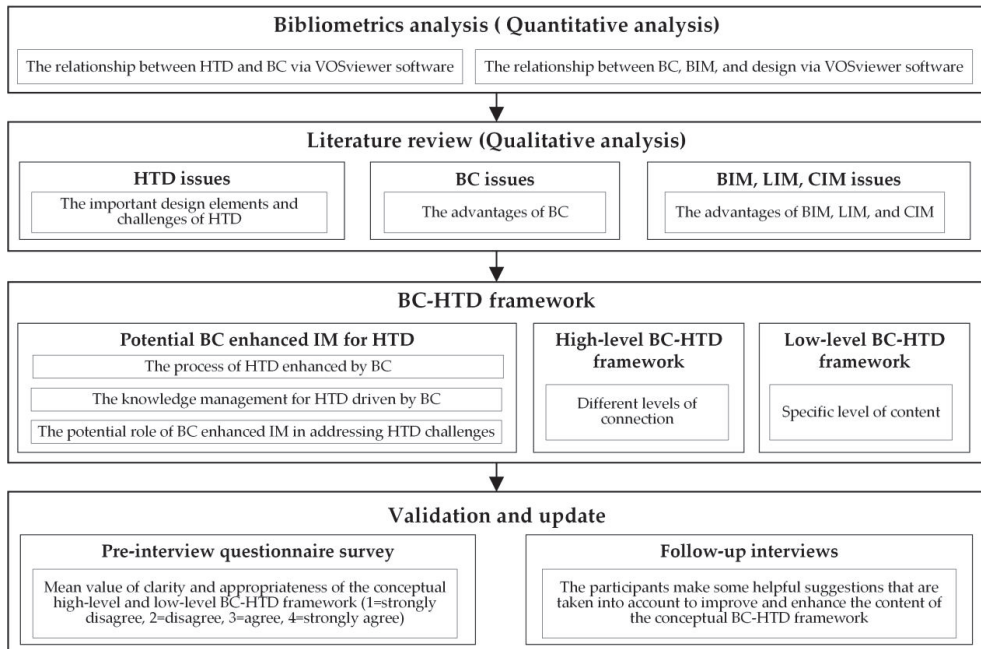 Bibliometrics analysis ( Quantitative analysis)
The relationship between HTD and BC via VOSviewer software
The relationship between BC, BIM, and design via VOSviewer software
Literature review (Qualitative analysis)
HTD issues
The important design elements and
challenges of HTD
BC issues
The advantages of BC
BIM, LIM, CIM issues
The advantages of BIM, LIM, and CIM
BC-HTD framework
Potential BC enhanced IM for HTD
The process of HTD enhanced by BC
The knowledge management for HTD driven by BC
The potential role of BC enhanced IM in addressing HTD challenges
High-level BC-HTD
framework
Different levels of
connection
Low-level BC-HTD
framework
Specific level of content
Validation and update
Pre-interview questionnaire survey
Mean value of clarity and appropriateness of the conceptual
high-level and low-level BC-HTD framework (1=strongly
disagree, 2=disagree, 3=agree, 4=strongly agree)
Follow-up interviews
The participants make some helpful suggestions that are
taken into account to improve and enhance the content of
the conceptual BC-HTD framework